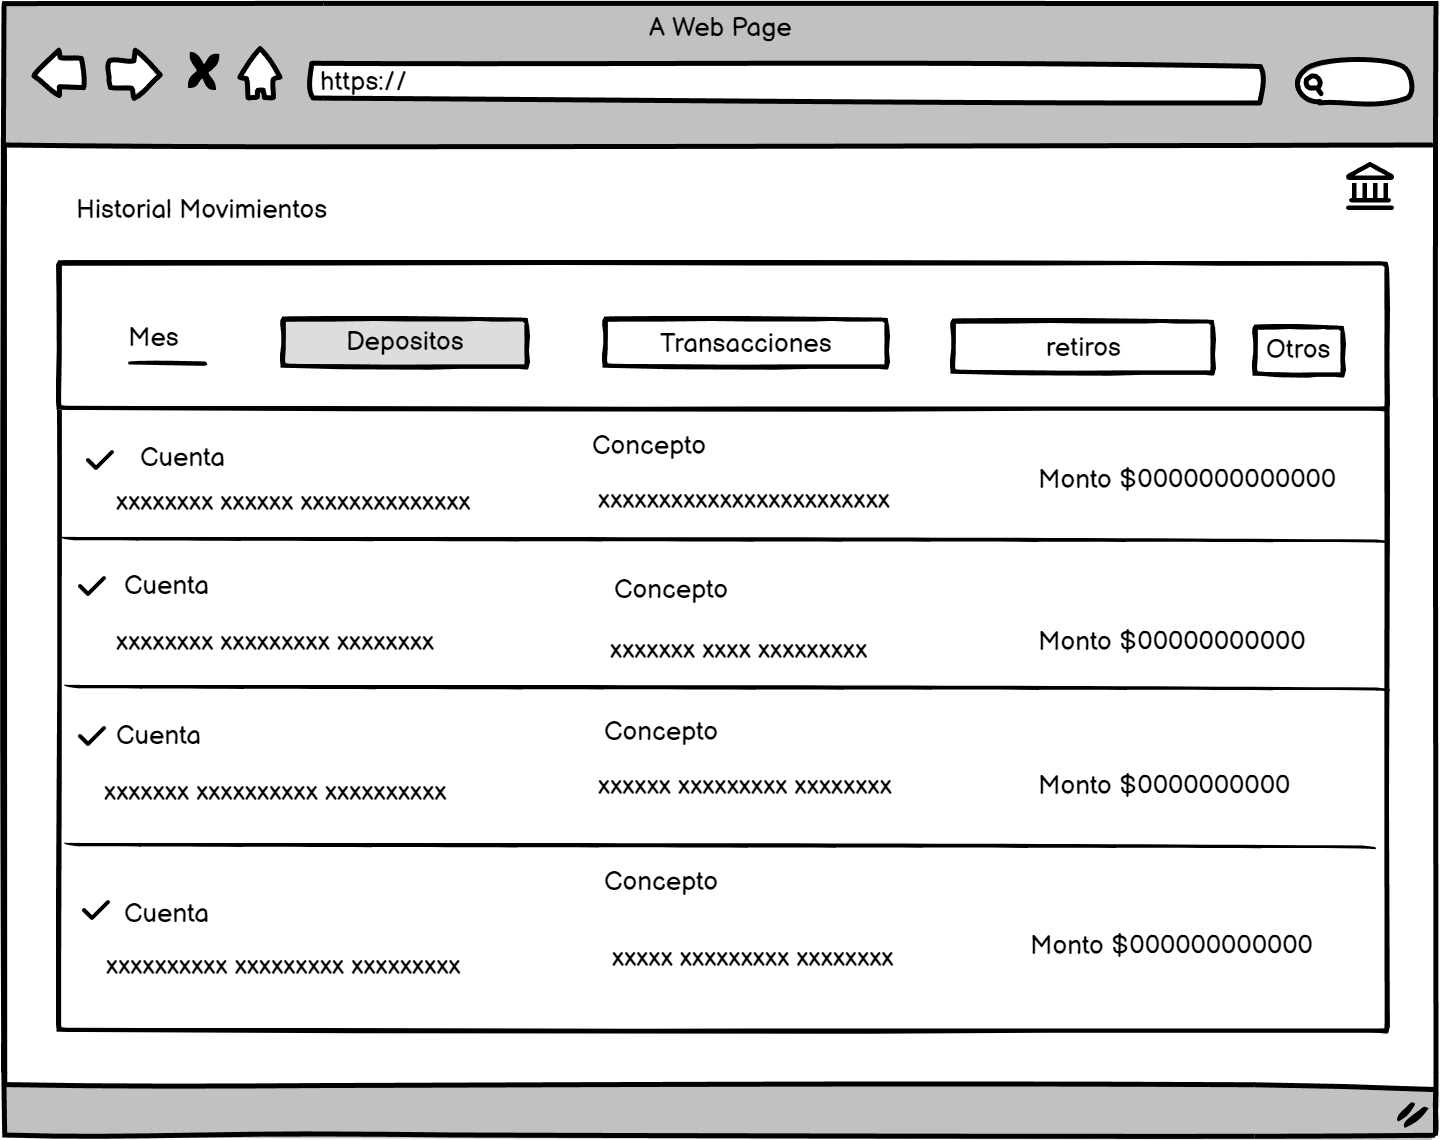 A Web Page
https://
Historial Movimientos
Mes
Depositos
Transacciones
retiros
Otros
Cuenta
Concepto
Monto $0000000000000
xxxxxxxx xxxxxx xxxxxxxxxxxxxx
xxxxxxxxxxxxxxxxxxxxxxxx
Cuenta
Concepto
xxxxxxxx xxxxxxxxx xxxxxxxx
xxxxxxx xxxx xxxxxxxxx
Monto $00000000000
Cuenta
Concepto
xxxxxxx xxxxxxxxxx xxxxxxxxxx
xxxxxx xxxxxxxxx xxxxxxxx
Monto $0000000000
Cuenta
Concepto
xxxxxxxxxx xxxxxxxxx xxxxxxxxx
xxxxx xxxxxxxxx xxxxxxxx
Monto $000000000000